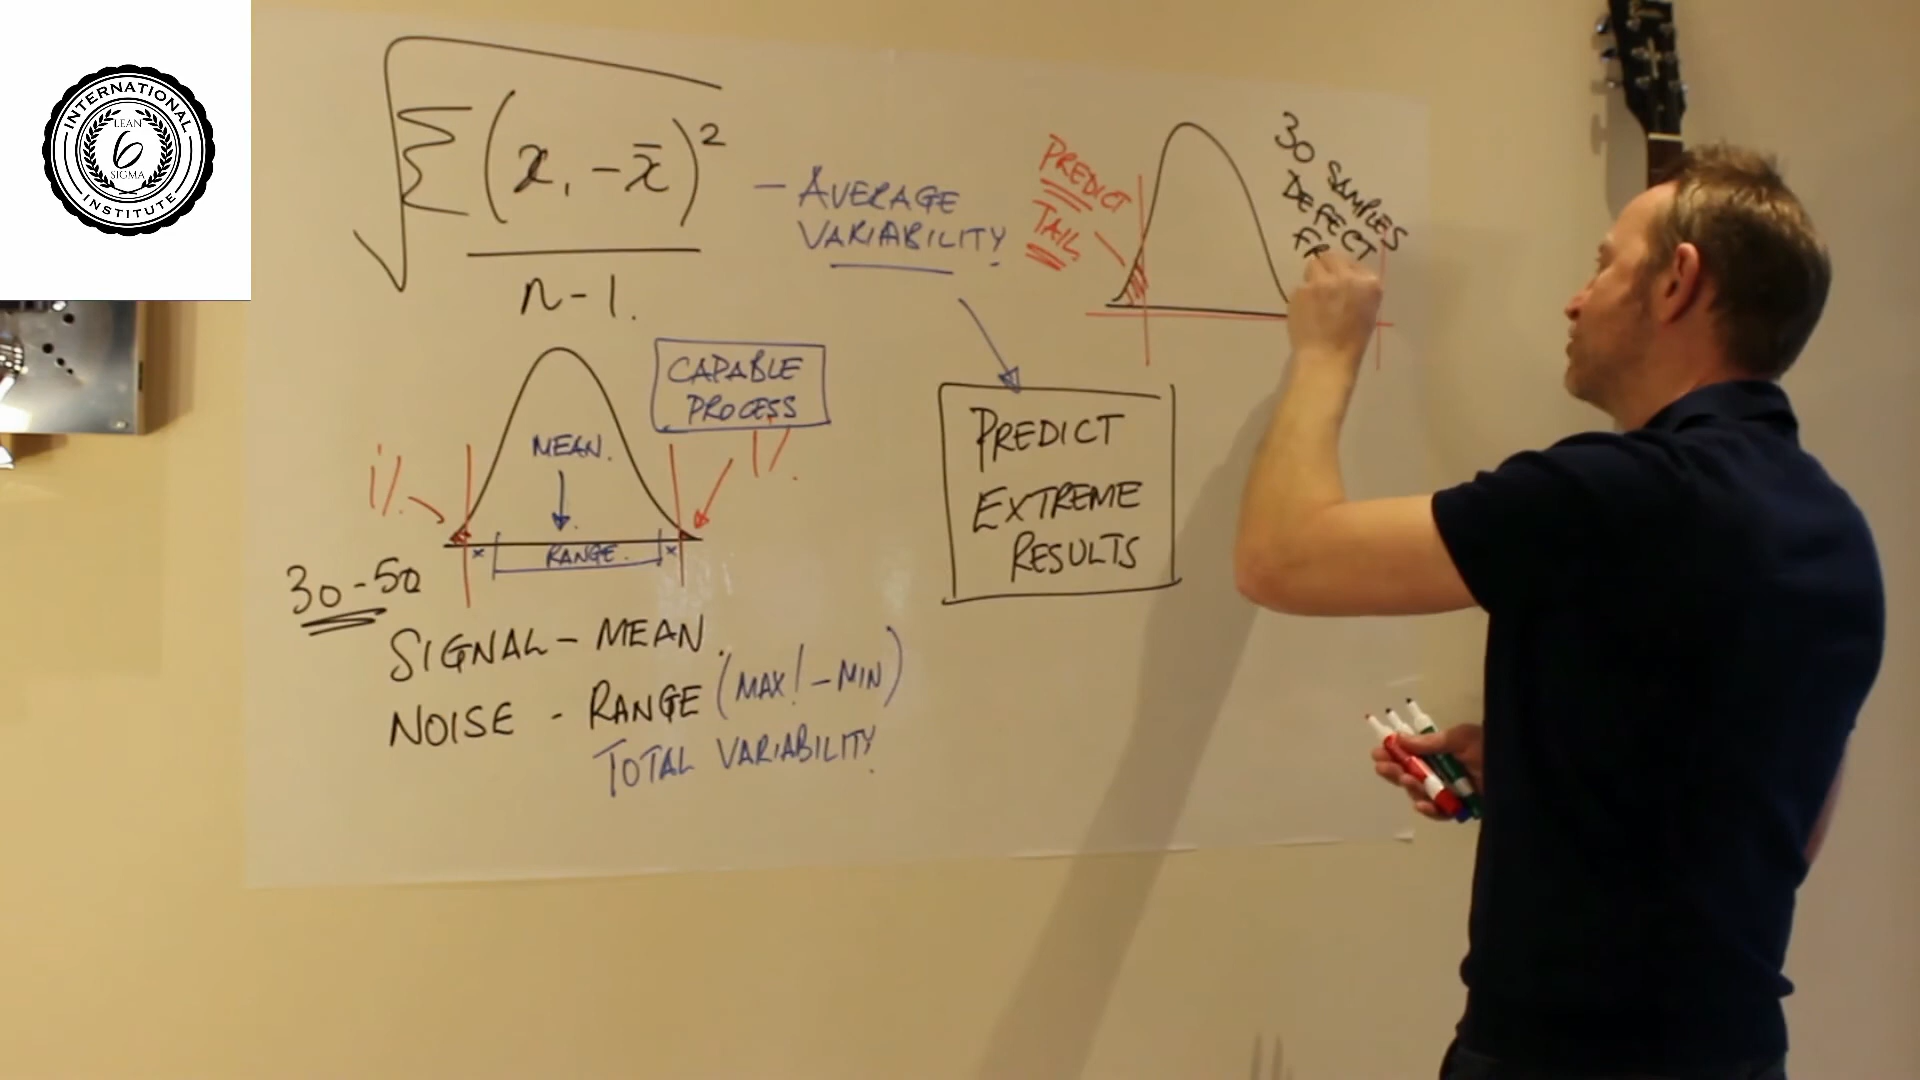 INTERNATIONAL
LEAN
6
SIGMA
INSTITUTE
√
Σ(x, - x̄)²
n-1.
- AVERAGE
VARIABILITY
PREDICT
TAIL
30 SAMPLES
DEFECT
FR
CAPABLE
PROCESS
MEAN.
1%
1%
x RANGE. x
30-50
PREDICT
EXTREME
RESULTS
SIGNAL - MEAN.
NOISE - RANGE (MAX! - MIN)
TOTAL VARIABILITY